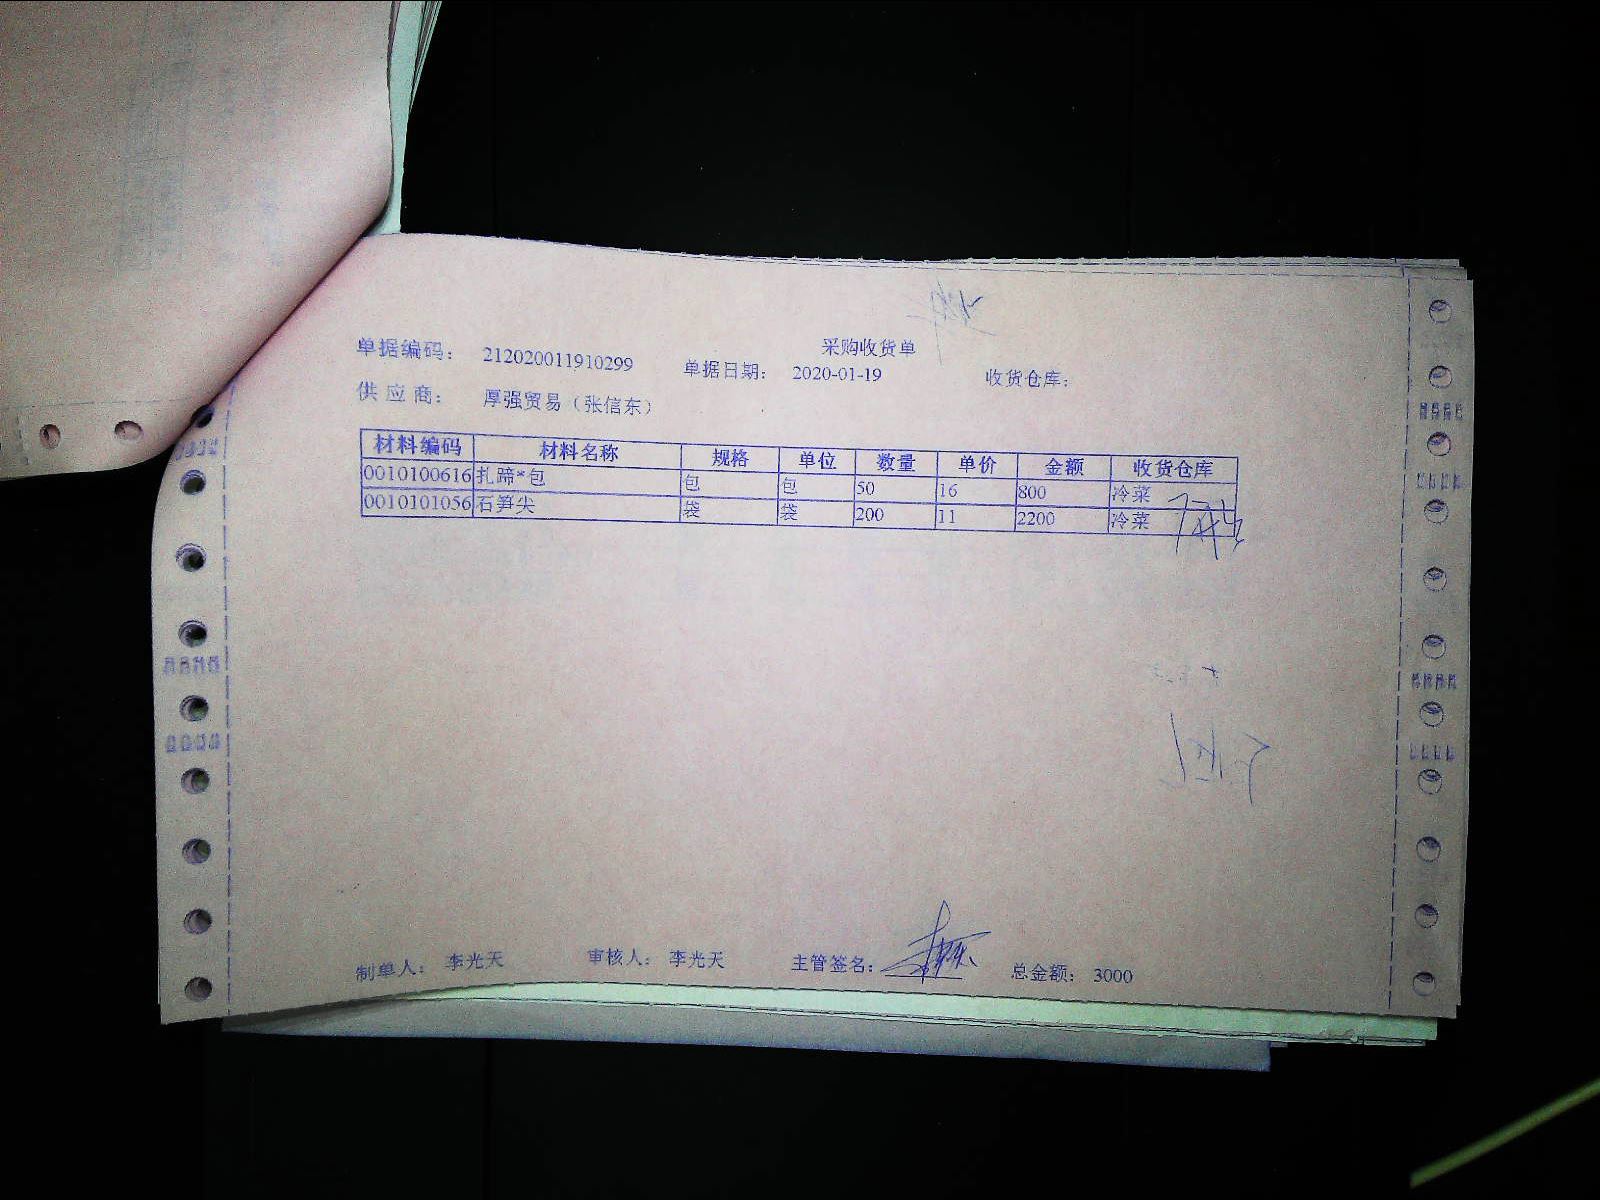 采购收货单
单据编码: 212020011910299 单据日期: 2020-01-19 收货仓库:
供应商: 厚强贸易（张信东）
材料编码 材料名称 规格 单位 数量 单价 金额 收货仓库
0010100616 扎蹄*包 包 包 50 16 800 冷菜
0010101056 石笋尖 袋 袋 200 11 2200 冷菜
制单人: 李光天 审核人: 李光天 主管签名: 总金额: 3000